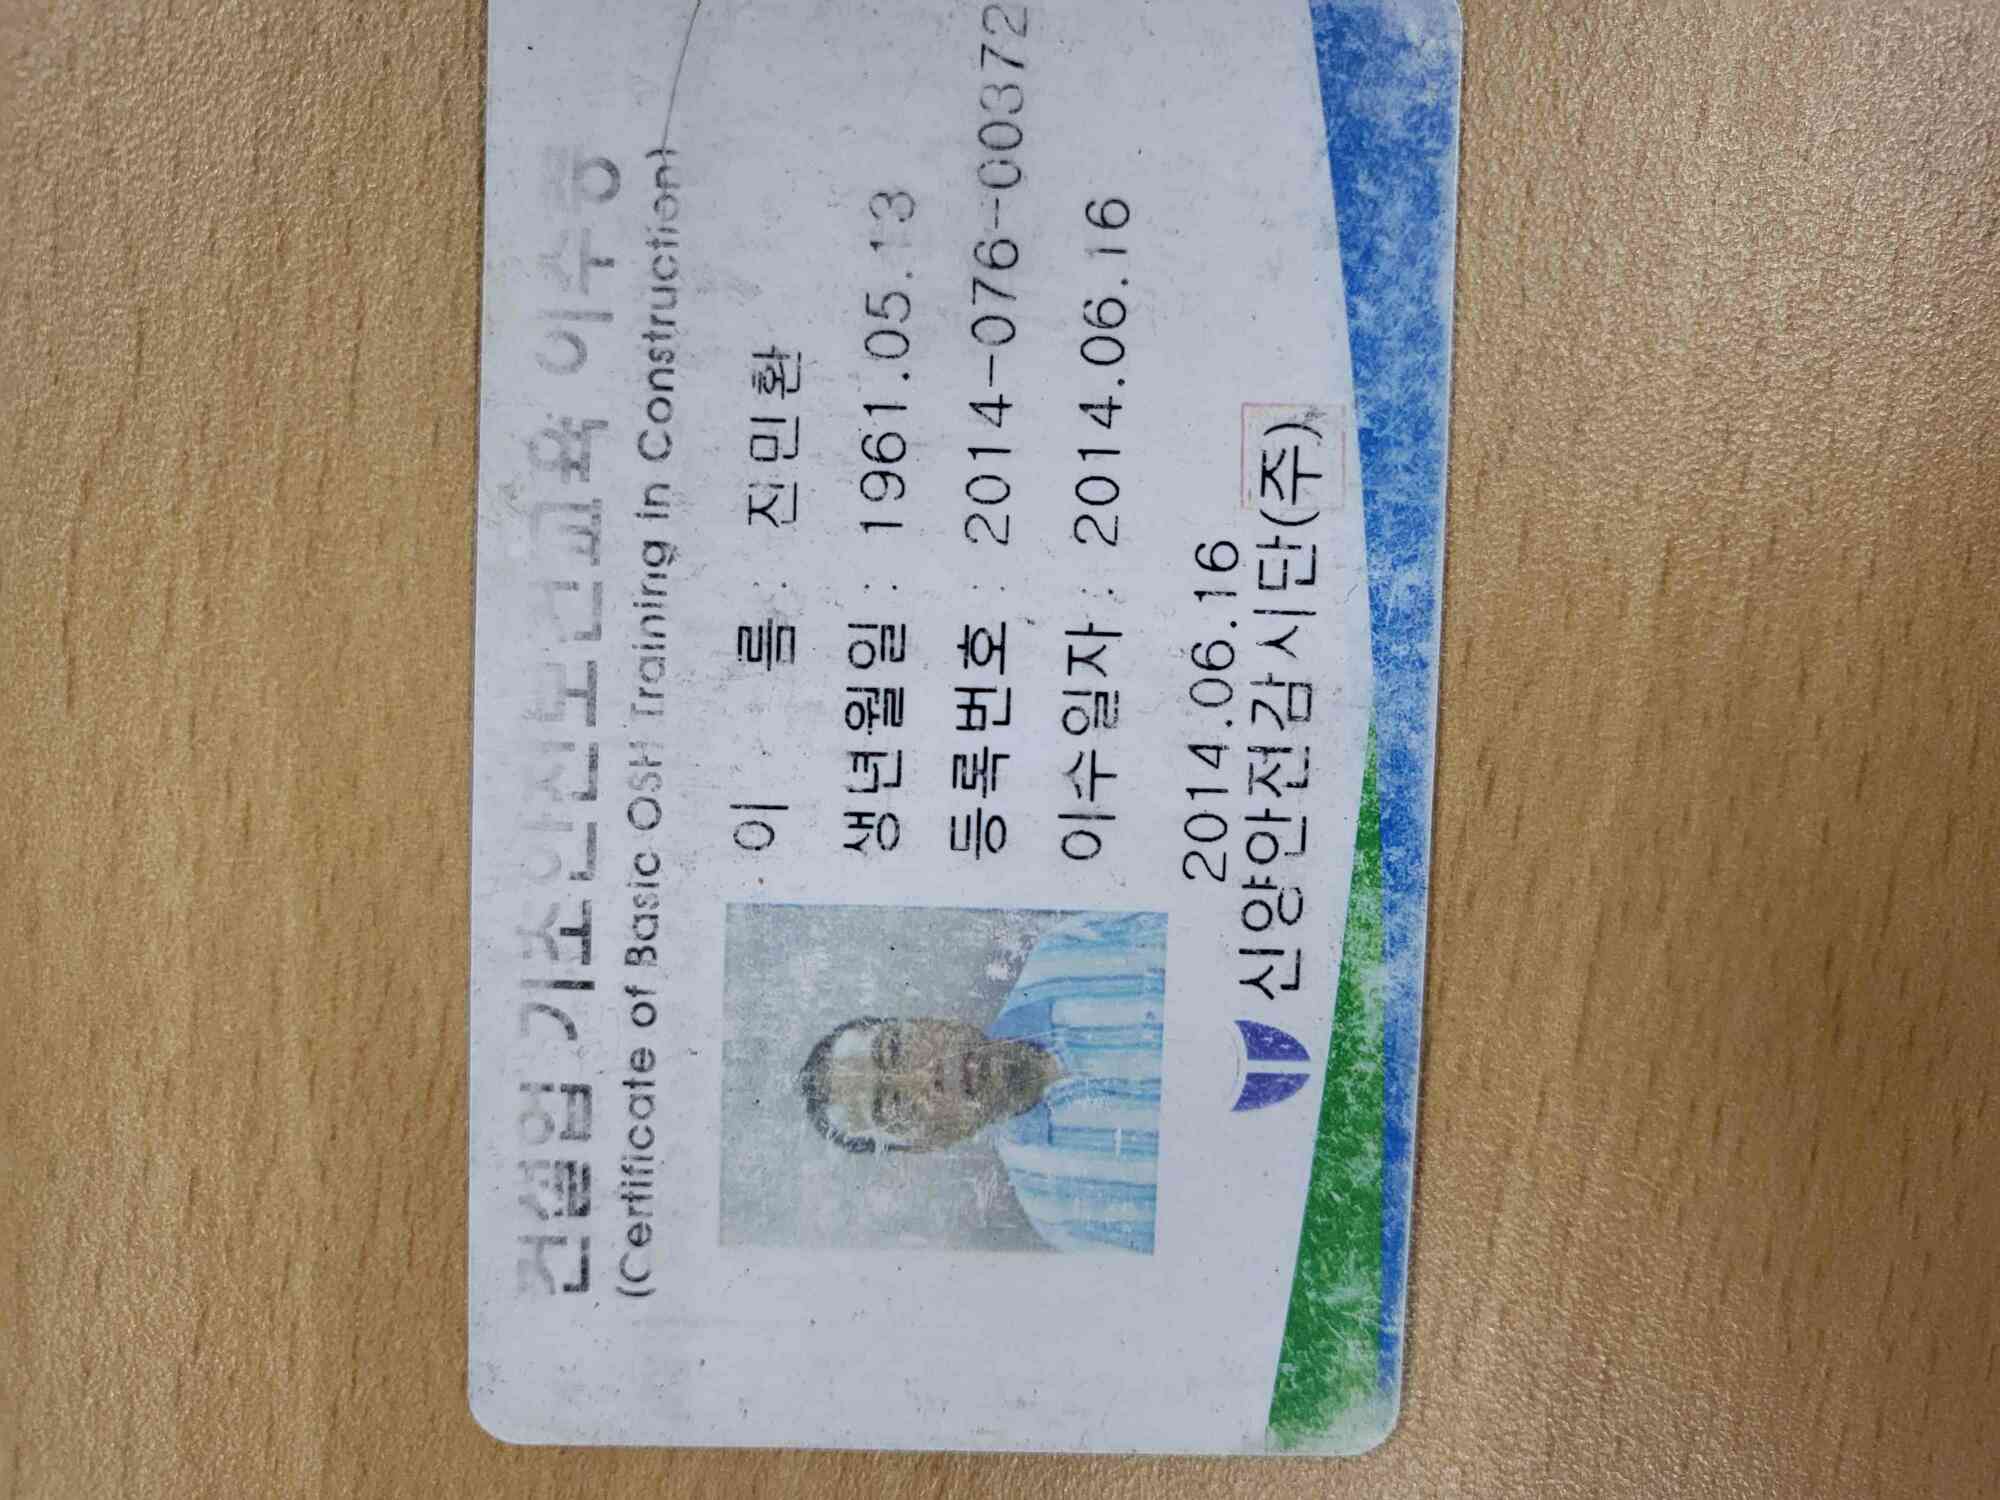 건설업 기초안전보건교육 이수증
(Certificate of Basic OSH Training in Construction)
이 름 : 진민환
생년월일 : 1961.05.13
등록번호 : 2014-076-00372
이수일자 : 2014.06.16
2014.06.16
신양안전감시단(주)